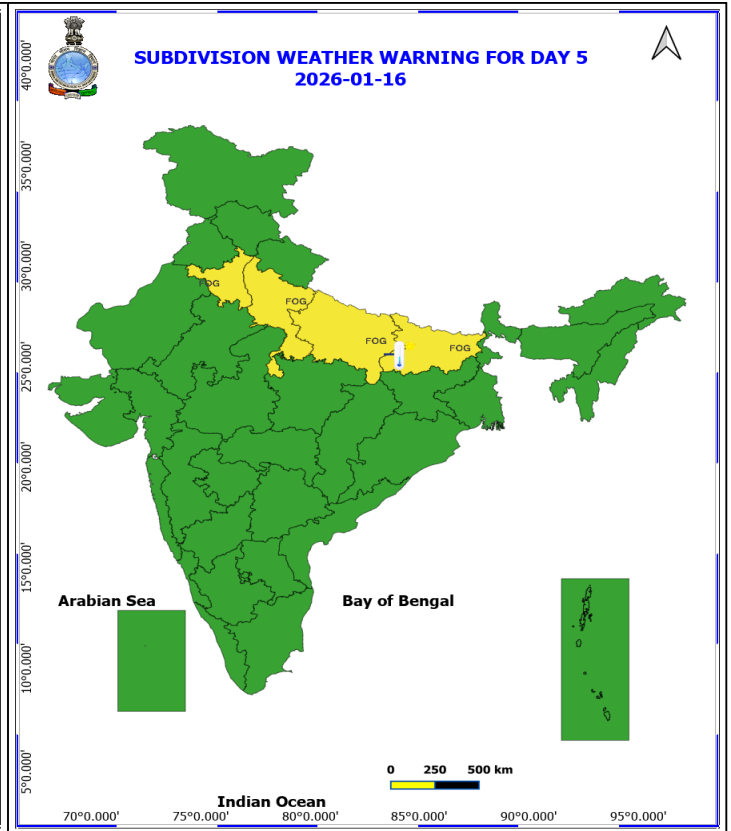 SUBDIVISION WEATHER WARNING FOR DAY 5
2026-01-16
40°0.000'
35°0.000'
30°0.000'
25°0.000'
20°0.000'
15°0.000'
10°0.000'
5°0.000'
FOG
FOG
FOG
FOG
Arabian Sea
Bay of Bengal
0 250 500 km
Indian Ocean
70°0.000' 75°0.000' 80°0.000' 85°0.000' 90°0.000' 95°0.000'